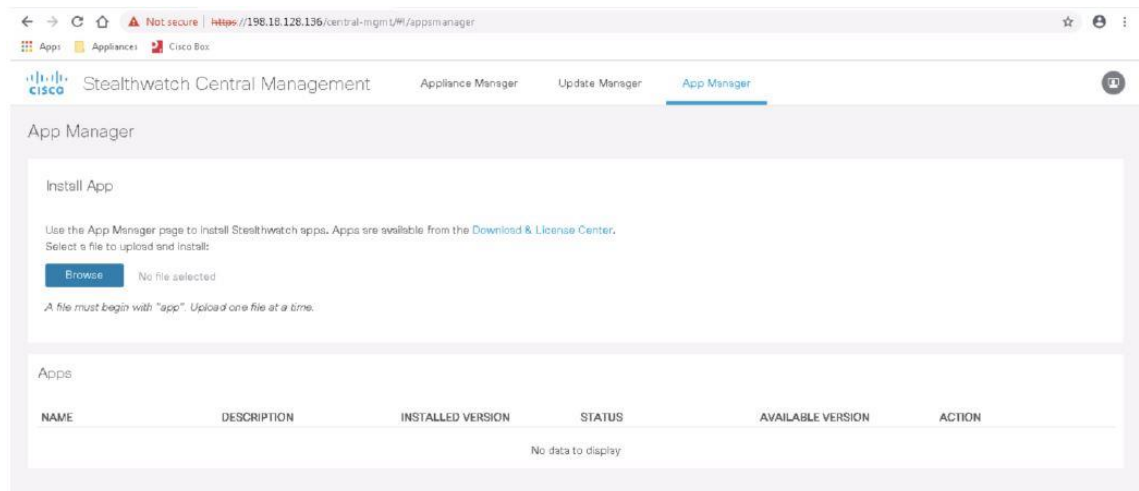 Not secure | https://198.18.128.136/central-mgmt/#/appsmanager
Apps Appliances Cisco Box
CISCO Stealthwatch Central Management Appliance Manager Update Manager App Manager
App Manager
Install App
Use the App Manager page to install Stealthwatch apps. Apps are available from the Download & License Center.
Select a file to upload and install:
Browse No file selected
A file must begin with "app". Upload one file at a time.
Apps
NAME DESCRIPTION INSTALLED VERSION STATUS AVAILABLE VERSION ACTION
No data to display